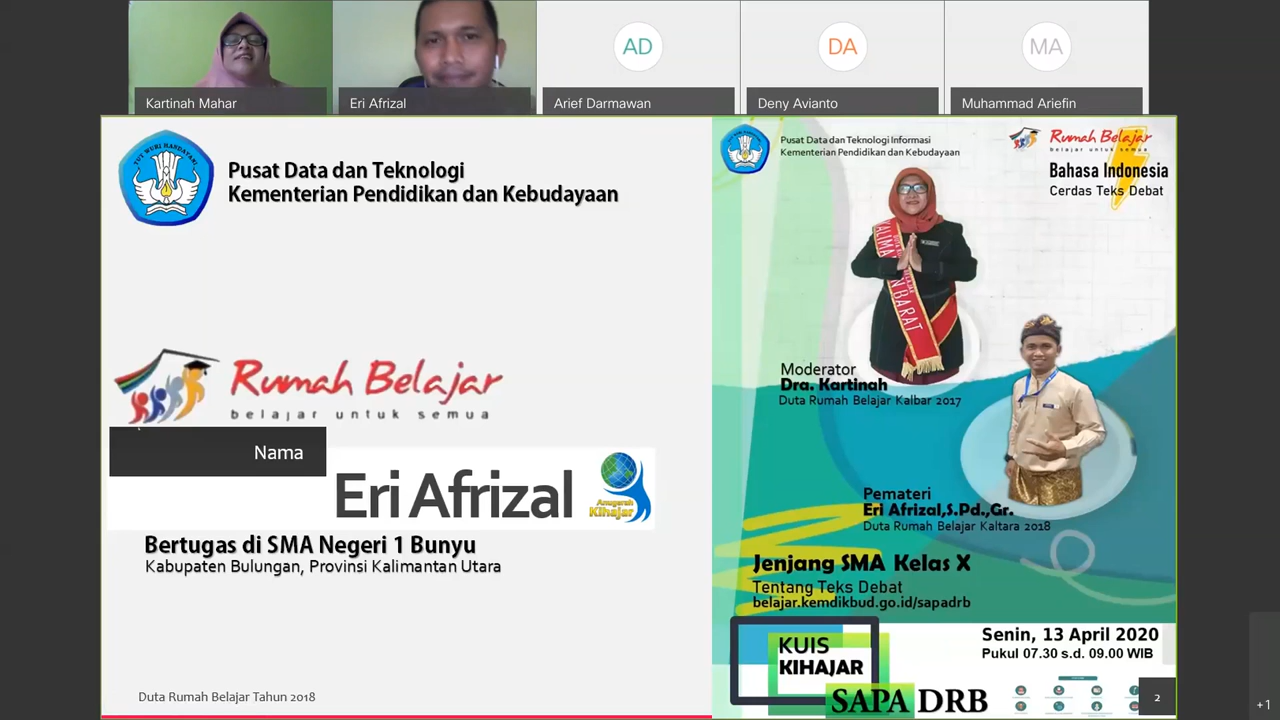 Kartinah Mahar
Eri Afrizal
AD
Arief Darmawan
DA
Deny Avianto
MA
Muhammad Ariefin
TUT WURI HANDAYANI
Pusat Data dan Teknologi
Kementerian Pendidikan dan Kebudayaan
Rumah Belajar
belajar untuk semua
Nama
Eri Afrizal
Anugerah
Kihajar
Bertugas di SMA Negeri 1 Bunyu
Kabupaten Bulungan, Provinsi Kalimantan Utara
Duta Rumah Belajar Tahun 2018
Pusat Data dan Teknologi Informasi
Kementerian Pendidikan dan Kebudayaan
Rumah Belajar
belajar untuk semua
Bahasa Indonesia
Cerdas Teks Debat
Moderator
Dra. Kartinah
Duta Rumah Belajar Kalbar 2017
Pemateri
Eri Afrizal,S.Pd.,Gr.
Duta Rumah Belajar Kaltara 2018
Jenjang SMA Kelas X
Tentang Teks Debat
belajar.kemdikbud.go.id/sapadrb
KUIS
KIHAJAR
SAPA DRB
Senin, 13 April 2020
Pukul 07.30 s.d. 09.00 WIB
2
+1